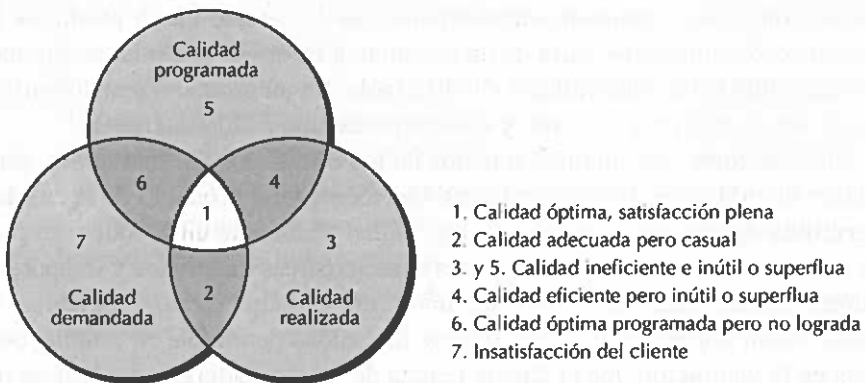 Calidad
programada
5
6
4
1
7
3
2
Calidad
demandada
Calidad
realizada
1. Calidad óptima, satisfacción plena
2. Calidad adecuada pero casual
3. y 5. Calidad ineficiente e inútil o superflua
4. Calidad eficiente pero inútil o superflua
6. Calidad óptima programada pero no lograda
7. Insatisfacción del cliente